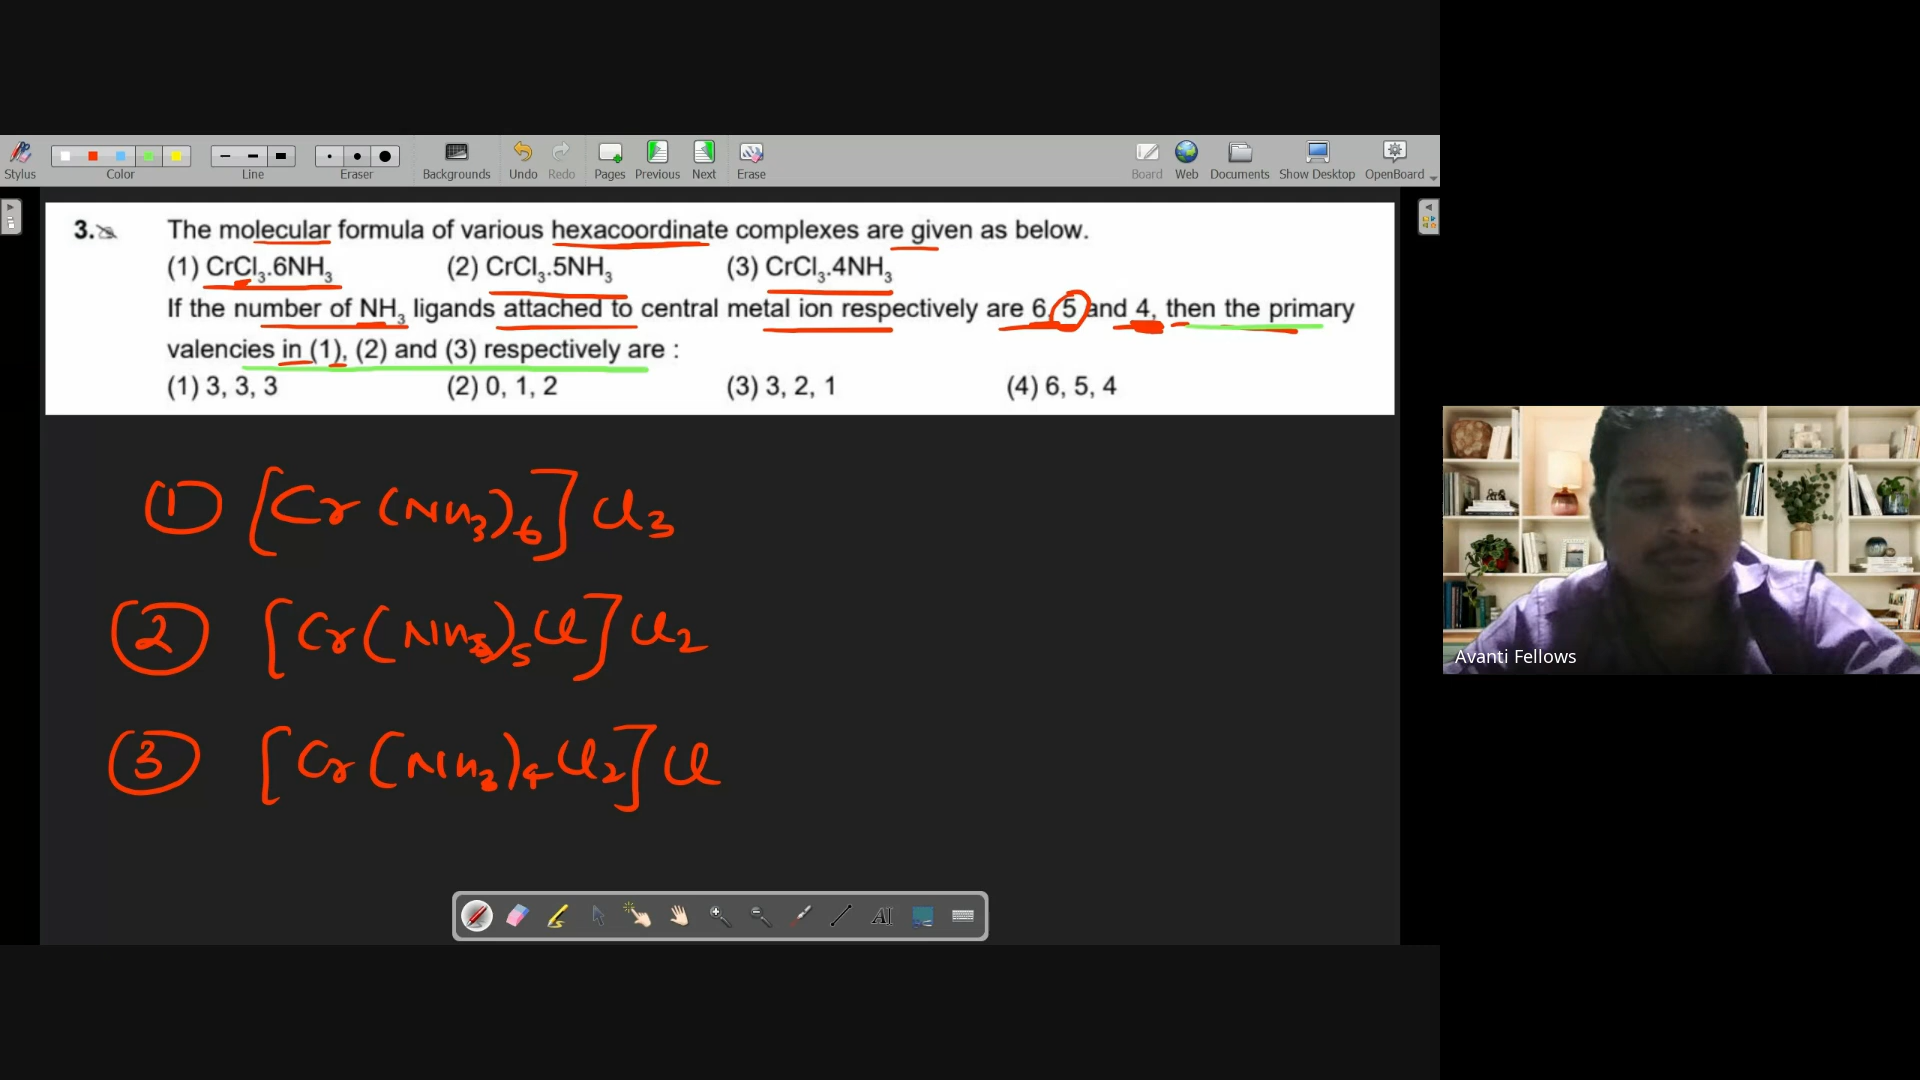 Stylus Color Line Eraser Backgrounds Undo Redo Pages Previous Next Erase Board Web Documents Show Desktop OpenBoard
3. The molecular formula of various hexacoordinate complexes are given as below.
(1) CrCl₃.6NH₃ (2) CrCl₃.5NH₃ (3) CrCl₃.4NH₃
If the number of NH₃ ligands attached to central metal ion respectively are 6, 5 and 4, then the primary
valencies in (1), (2) and (3) respectively are :
(1) 3, 3, 3 (2) 0, 1, 2 (3) 3, 2, 1 (4) 6, 5, 4
① [Cr(NH₃)₆]Cl₃
② [Cr(NH₃)₅Cl]Cl₂
③ [Cr(NH₃)₄Cl₂]Cl
Avanti Fellows